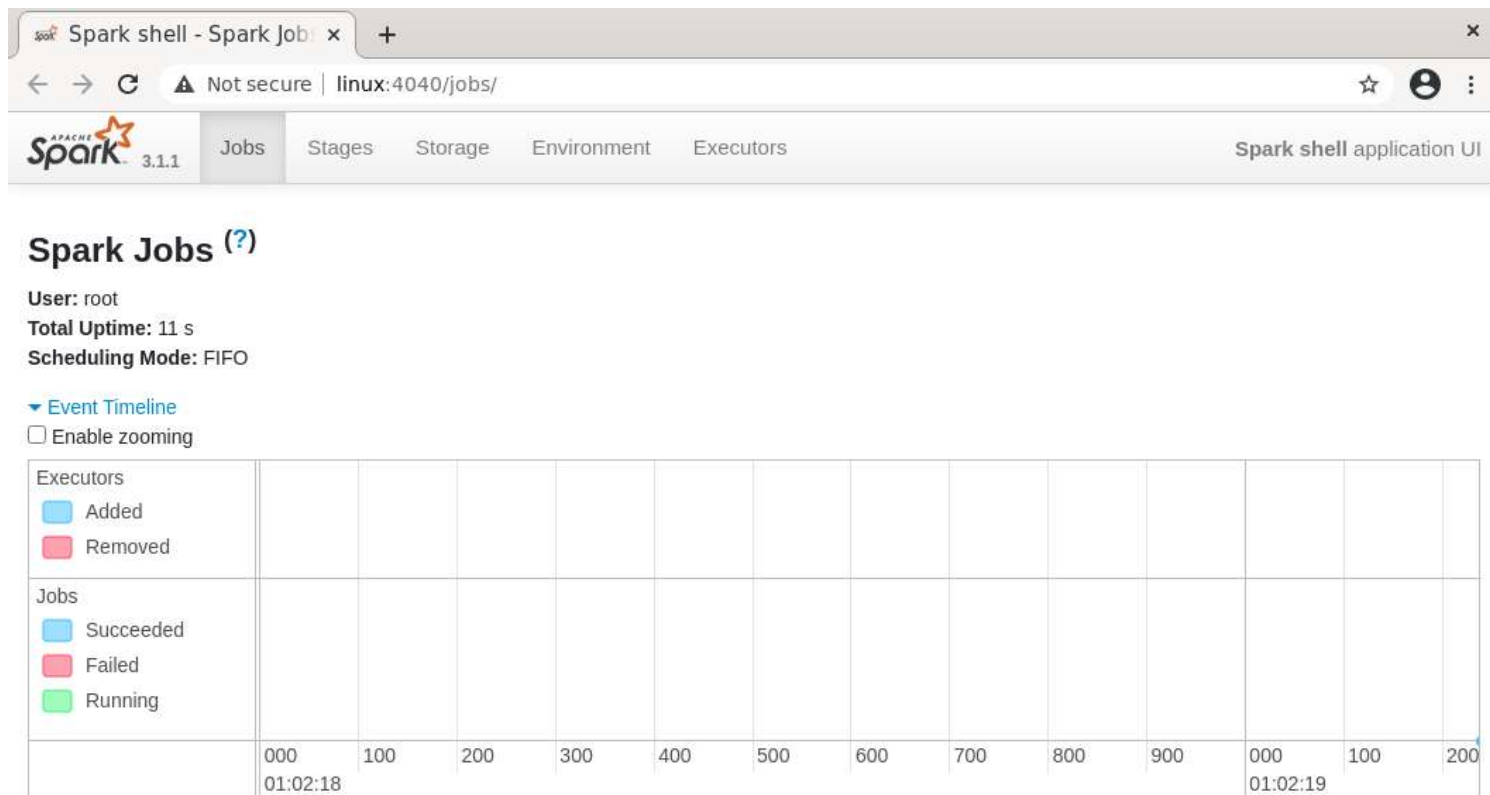 Spark shell - Spark Job
Not secure | linux:4040/jobs/
APACHE Spark 3.1.1 Jobs Stages Storage Environment Executors Spark shell application UI
Spark Jobs (?)
User: root
Total Uptime: 11 s
Scheduling Mode: FIFO
Event Timeline
Enable zooming
Executors
Added
Removed
Jobs
Succeeded
Failed
Running
000 100 200 300 400 500 600 700 800 900 000 100 200
01:02:18 01:02:19